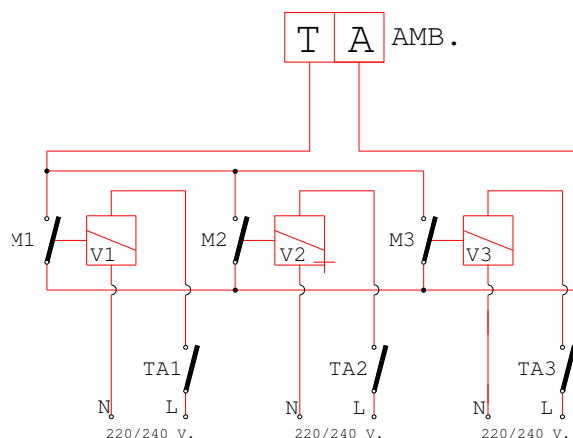 T A AMB.
M1 V1 M2 V2 M3 V3
TA1 TA2 TA3
N L N L N L
220/240 V. 220/240 V. 220/240 V.